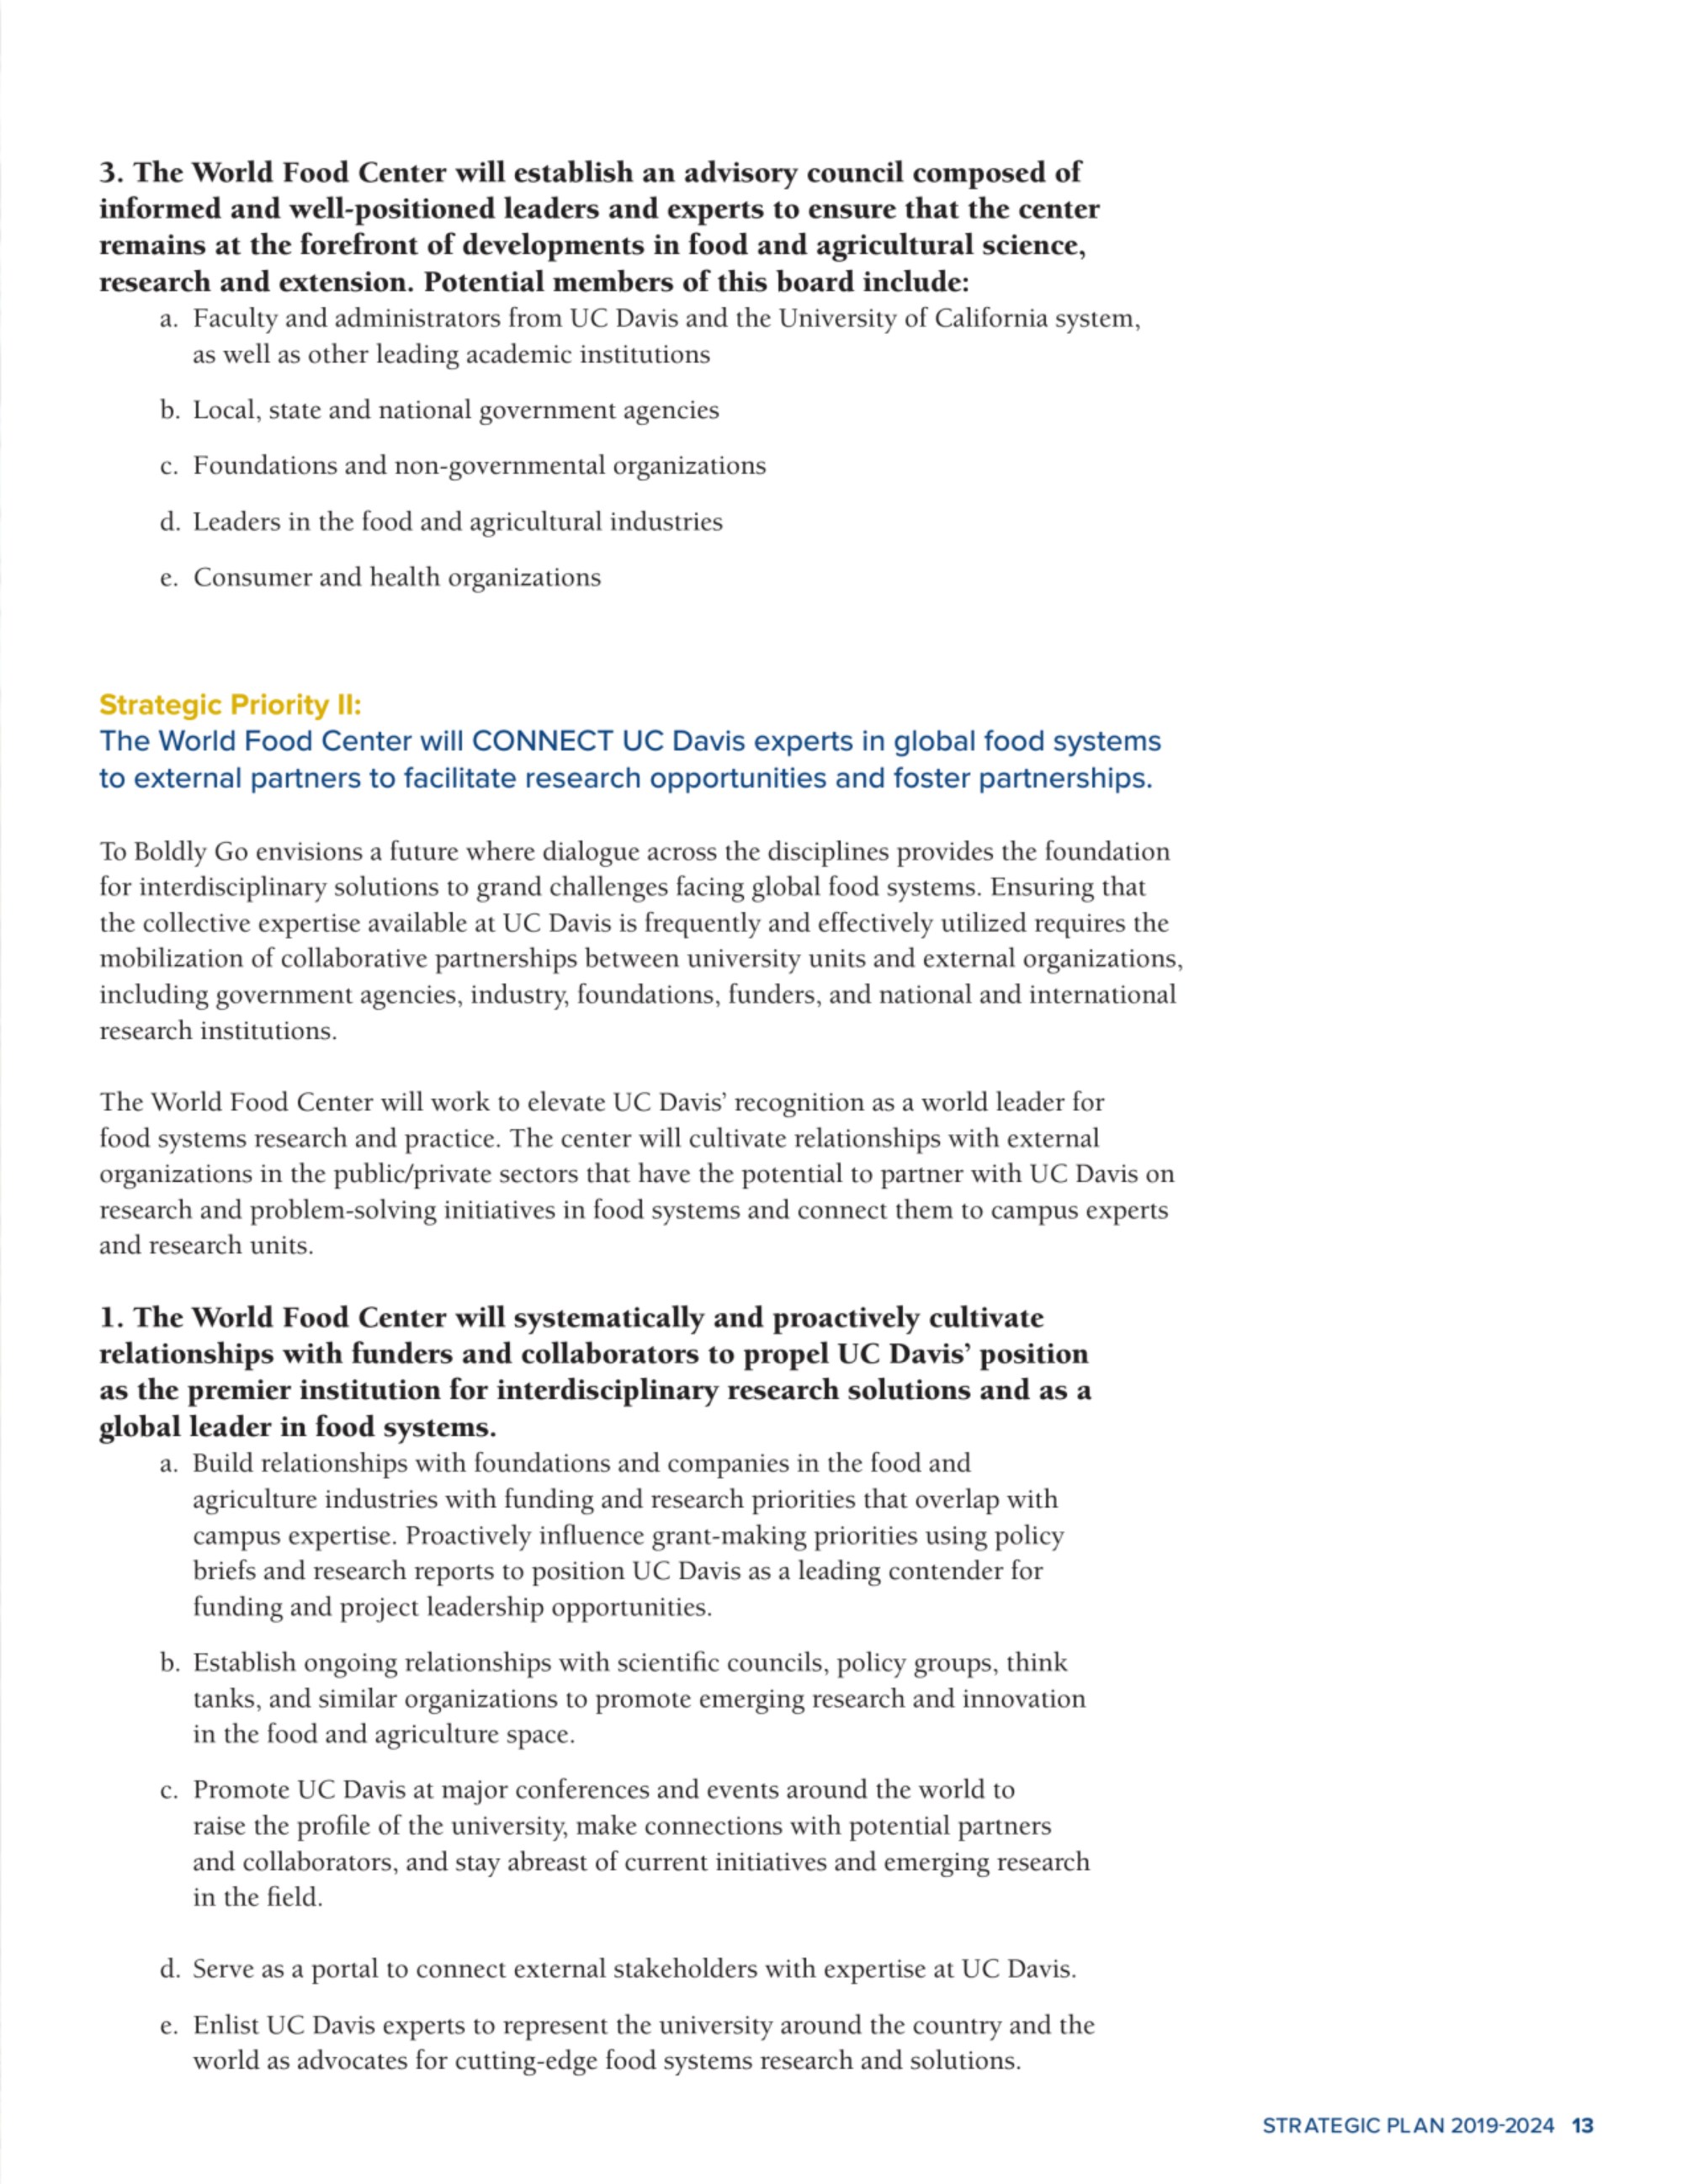 3. The World Food Center will establish an advisory council composed of
informed and well-positioned leaders and experts to ensure that the center
remains at the forefront of developments in food and agricultural science,
research and extension. Potential members of this board include:
a. Faculty and administrators from UC Davis and the University of California system,
as well as other leading academic institutions
b. Local, state and national government agencies
c. Foundations and non-governmental organizations
d. Leaders in the food and agricultural industries
e. Consumer and health organizations
Strategic Priority II:
The World Food Center will CONNECT UC Davis experts in global food systems
to external partners to facilitate research opportunities and foster partnerships.
To Boldly Go envisions a future where dialogue across the disciplines provides the foundation
for interdisciplinary solutions to grand challenges facing global food systems. Ensuring that
the collective expertise available at UC Davis is frequently and effectively utilized requires the
mobilization of collaborative partnerships between university units and external organizations,
including government agencies, industry, foundations, funders, and national and international
research institutions.
The World Food Center will work to elevate UC Davis’ recognition as a world leader for
food systems research and practice. The center will cultivate relationships with external
organizations in the public/private sectors that have the potential to partner with UC Davis on
research and problem-solving initiatives in food systems and connect them to campus experts
and research units.
1. The World Food Center will systematically and proactively cultivate
relationships with funders and collaborators to propel UC Davis’ position
as the premier institution for interdisciplinary research solutions and as a
global leader in food systems.
a. Build relationships with foundations and companies in the food and
agriculture industries with funding and research priorities that overlap with
campus expertise. Proactively influence grant-making priorities using policy
briefs and research reports to position UC Davis as a leading contender for
funding and project leadership opportunities.
b. Establish ongoing relationships with scientific councils, policy groups, think
tanks, and similar organizations to promote emerging research and innovation
in the food and agriculture space.
c. Promote UC Davis at major conferences and events around the world to
raise the profile of the university, make connections with potential partners
and collaborators, and stay abreast of current initiatives and emerging research
in the field.
d. Serve as a portal to connect external stakeholders with expertise at UC Davis.
e. Enlist UC Davis experts to represent the university around the country and the
world as advocates for cutting-edge food systems research and solutions.
STRATEGIC PLAN 2019-2024 13